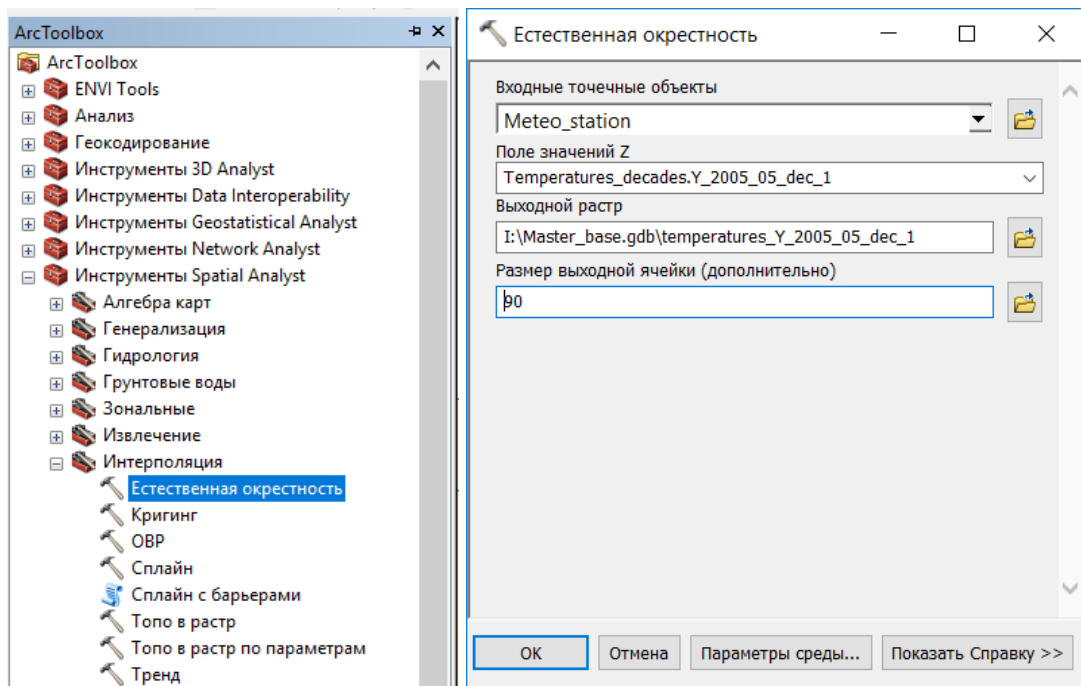 ArcToolbox
ArcToolbox
ENVI Tools
Анализ
Геокодирование
Инструменты 3D Analyst
Инструменты Data Interoperability
Инструменты Geostatistical Analyst
Инструменты Network Analyst
Инструменты Spatial Analyst
Алгебра карт
Генерализация
Гидрология
Грунтовые воды
Зональные
Извлечение
Интерполяция
Естественная окрестность
Кригинг
ОВР
Сплайн
Сплайн с барьерами
Топо в растр
Топо в растр по параметрам
Тренд
Естественная окрестность
Входные точечные объекты
Meteo_station
Поле значений Z
Temperatures_decades.Y_2005_05_dec_1
Выходной растр
I:\Master_base.gdb\temperatures_Y_2005_05_dec_1
Размер выходной ячейки (дополнительно)
90
ОК
Отмена
Параметры среды...
Показать Справку >>